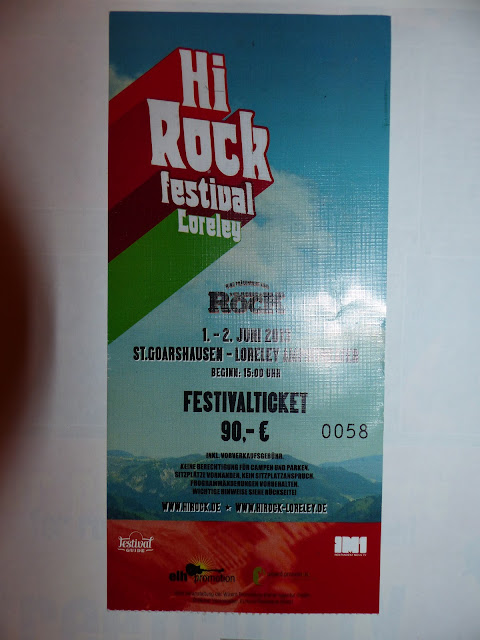 Hi
Rock
festival
Loreley
ROCK
1. - 2. JUNI
ST.GOARSHAUSEN - LORELEY
BEGINN: 15:00 UHR
FESTIVALTICKET
90,- €
0058
INKL. VORVERKAUFSGEBÜHR.
KEINE BERECHTIGUNG FÜR CAMPEN UND PARKEN.
SITZPLÄTZE VORHANDEN, KEIN SITZPLATZANSPRUCH.
PROGRAMMÄNDERUNGEN VORBEHALTEN.
WICHTIGE HINWEISE SIEHE RÜCKSEITE!
WWW.HIROCK.DE ★ WWW.HIROCK-LORELEY.DE
festival
GUIDE
promotion